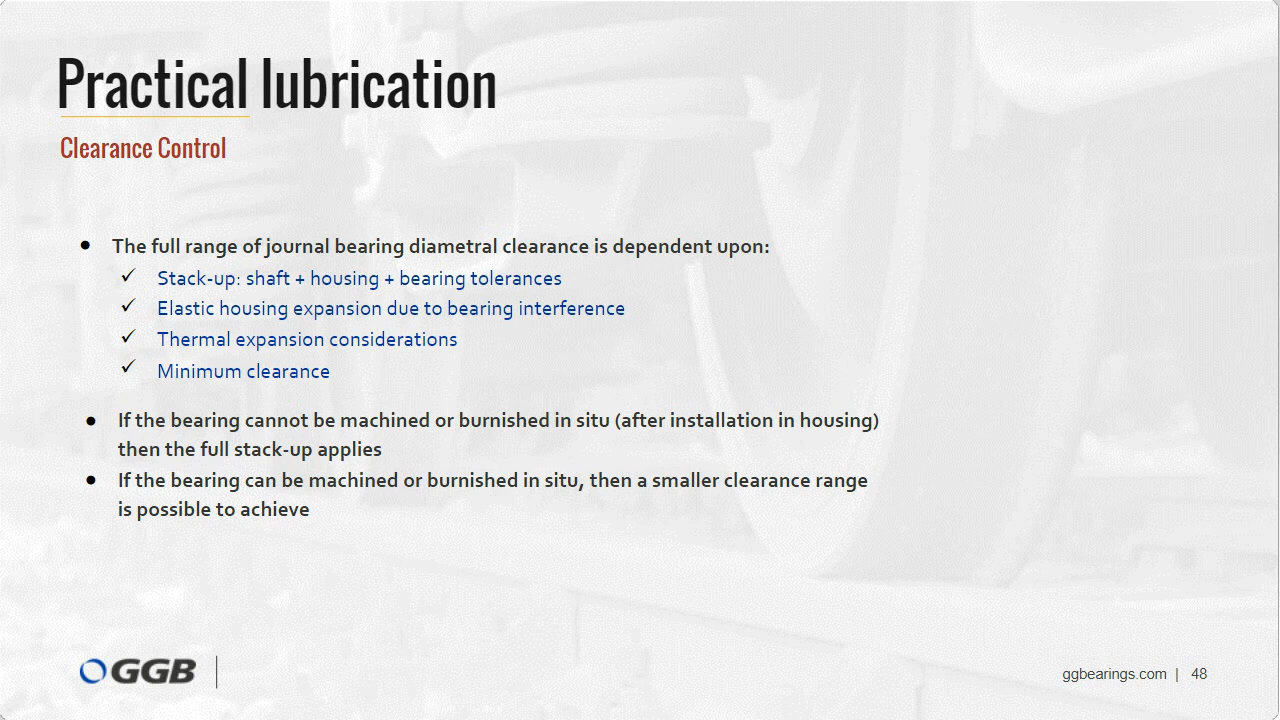 Practical lubrication
Clearance Control
● The full range of journal bearing diametral clearance is dependent upon:
✓ Stack-up: shaft + housing + bearing tolerances
✓ Elastic housing expansion due to bearing interference
✓ Thermal expansion considerations
✓ Minimum clearance
● If the bearing cannot be machined or burnished in situ (after installation in housing)
then the full stack-up applies
● If the bearing can be machined or burnished in situ, then a smaller clearance range
is possible to achieve
GGB
ggbearings.com | 48